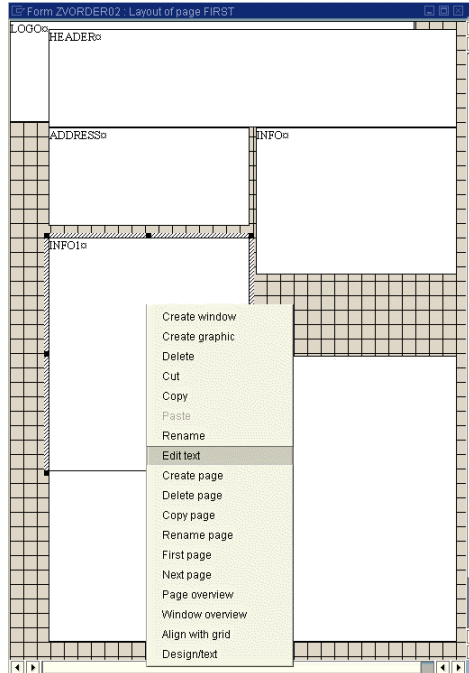 Form ZVORDER02 : Layout of page FIRST
LOGO¤
HEADER¤
ADDRESS¤
INFO¤
INFO1¤
Create window
Create graphic
Delete
Cut
Copy
Paste
Rename
Edit text
Create page
Delete page
Copy page
Rename page
First page
Next page
Page overview
Window overview
Align with grid
Design/text